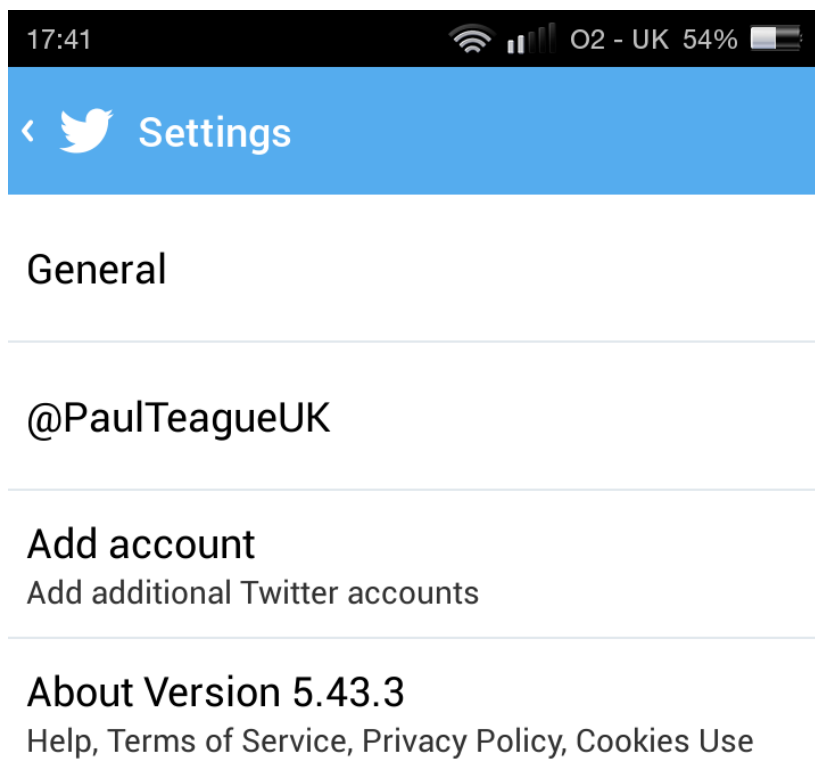 17:41 O2 - UK 54%
Settings
General
@PaulTeagueUK
Add account
Add additional Twitter accounts
About Version 5.43.3
Help, Terms of Service, Privacy Policy, Cookies Use